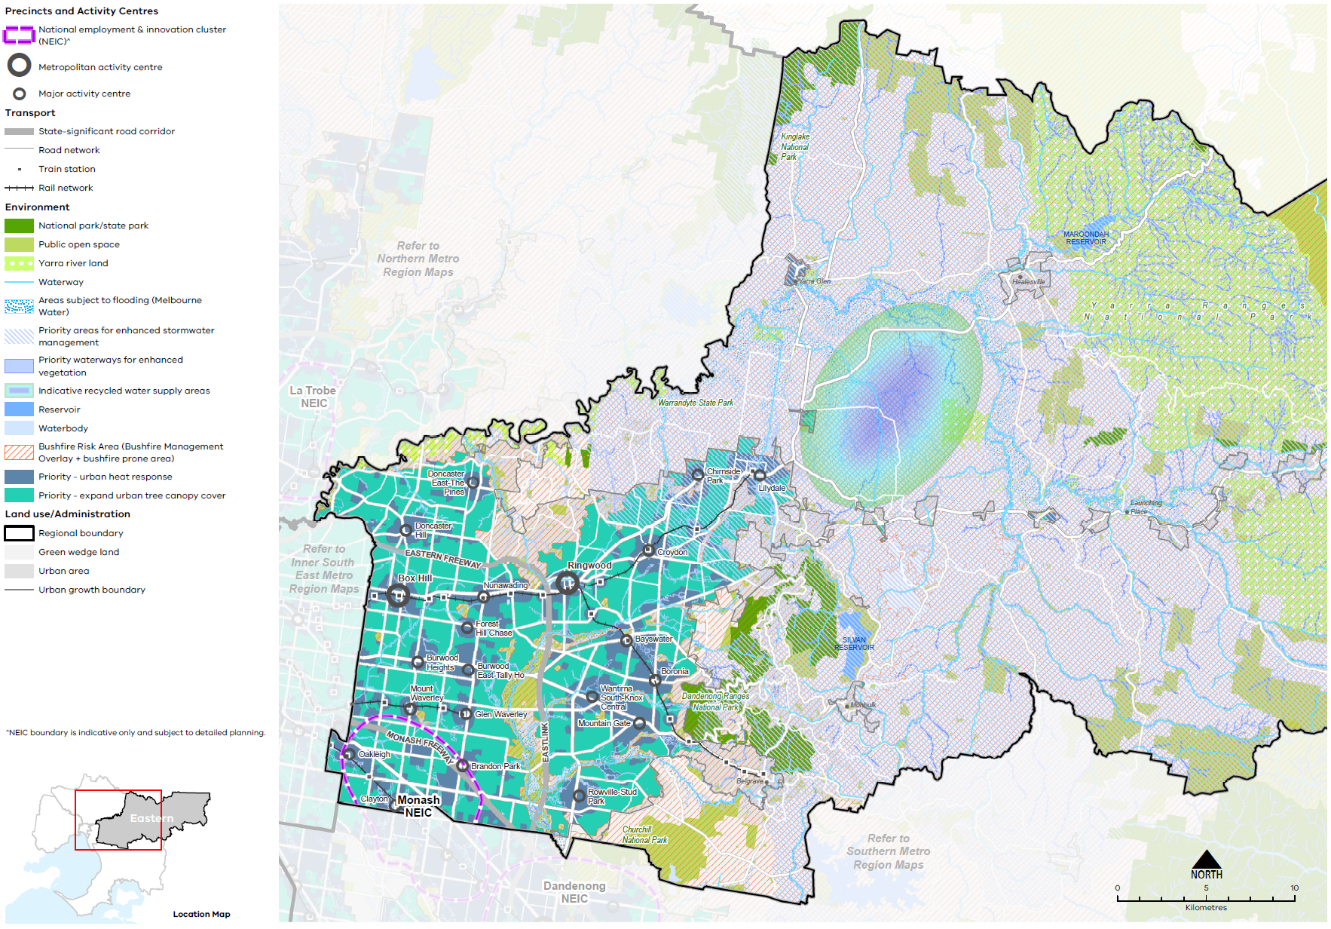 Precincts and Activity Centres
National employment & innovation cluster
(NEIC)^
Metropolitan activity centre
Major activity centre
Transport
State-significant road corridor
Road network
Train station
Rail network
Environment
National park/state park
Public open space
Yarra river land
Waterway
Areas subject to flooding (Melbourne
Water)
Priority areas for enhanced stormwater
management
Priority waterways for enhanced
vegetation
Indicative recycled water supply areas
Reservoir
Waterbody
Bushfire Risk Area (Bushfire Management
Overlay + bushfire prone area)
Priority - urban heat response
Priority - expand urban tree canopy cover
Land use/Administration
Regional boundary
Green wedge land
Urban area
Urban growth boundary
^NEIC boundary is indicative only and subject to detailed planning.
Eastern
Location Map
Kinglake
National
Park
Refer to
Northern Metro
Region Maps
MAROONDAH
RESERVOIR
Yarra Glen
Healesville
Yarra Ranges
National Park
La Trobe
NEIC
Warrandyte State Park
Doncaster
East-The
Pines
Chirnside
Park
Lilydale
Launching
Place
Doncaster
Hill
Refer to
Inner South
East Metro
Region Maps
EASTERN FREEWAY
Croydon
Ringwood
Box Hill
Nunawading
Forest
Hill Chase
Bayswater
SILVAN
RESERVOIR
Burwood
Heights
Burwood
East-Tally Ho
Boronia
Mount
Waverley
Wantirna
South-Knox
Central
Dandenong Ranges
National Park
Monbulk
Glen Waverley
Mountain Gate
MONASH FREEWAY
EASTLINK
Oakleigh
Brandon Park
Belgrave
Clayton
Monash
NEIC
Rowville-Stud
Park
Churchill
National Park
Refer to
Southern Metro
Region Maps
Dandenong
NEIC
NORTH
0 5 10
Kilometres